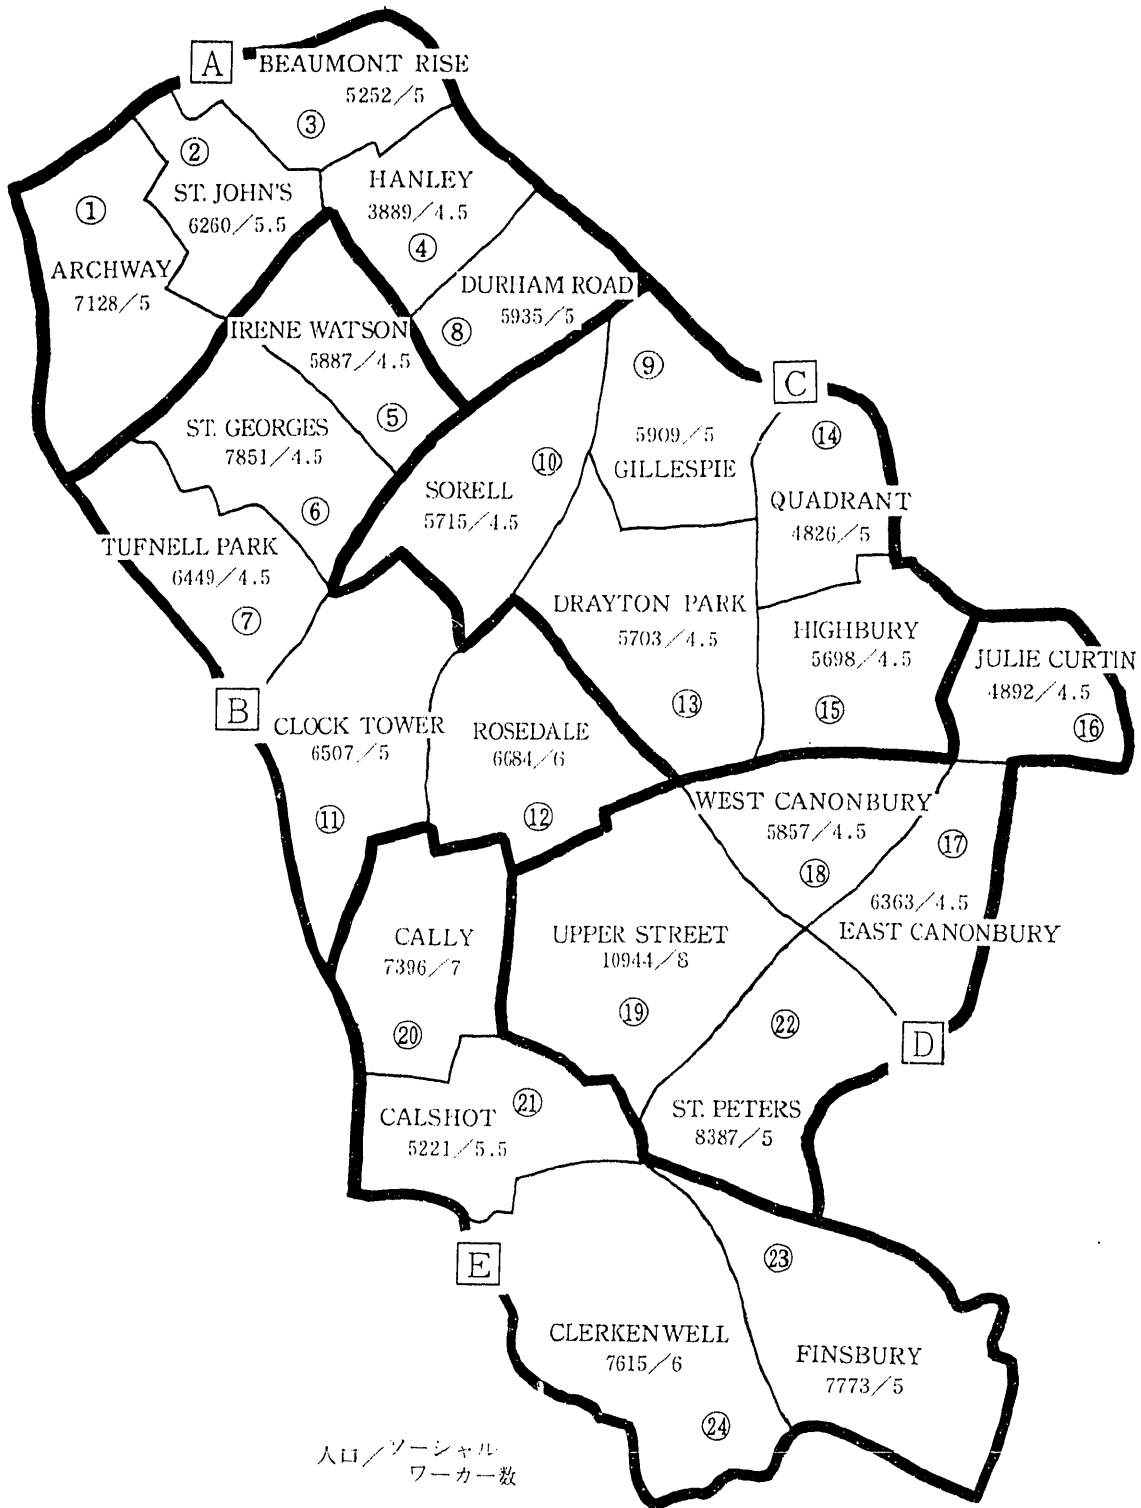 A
BEAUMONT RISE
5252/5
③
②
ST. JOHN'S
6260/5.5
①
ARCHWAY
7128/5
HANLEY
3889/4.5
④
DURHAM ROAD
5935/5
⑧
IRENE WATSON
5887/4.5
⑤
ST. GEORGES
7851/4.5
⑥
TUFNELL PARK
6449/4.5
⑦
B
C
⑨
5909/5
GILLESPIE
⑩
SORELL
5715/4.5
⑭
QUADRANT
4826/5
DRAYTON PARK
5703/4.5
⑬
HIGHBURY
5698/4.5
⑮
JULIE CURTIN
4892/4.5
⑯
CLOCK TOWER
6507/5
⑪
ROSEDALE
6684/6
⑫
WEST CANONBURY
5857/4.5
⑱
⑰
6363/4.5
EAST CANONBURY
CALLY
7396/7
⑳
UPPER STREET
10944/8
⑲
㉒
ST. PETERS
8387/5
D
㉑
CALSHOT
5221/5.5
E
㉓
FINSBURY
7773/5
CLERKENWELL
7615/6
㉔
人口/ソーシャル
ワーカー数